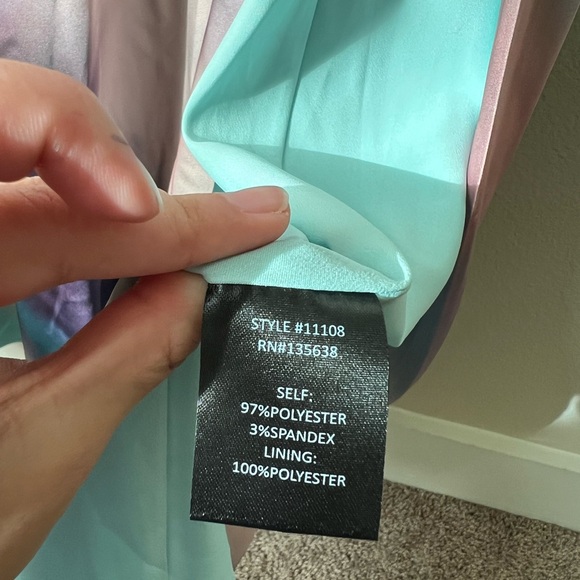 STYLE #11108
RN#135638
SELF:
97%POLYESTER
3%SPANDEX
LINING:
100%POLYESTER